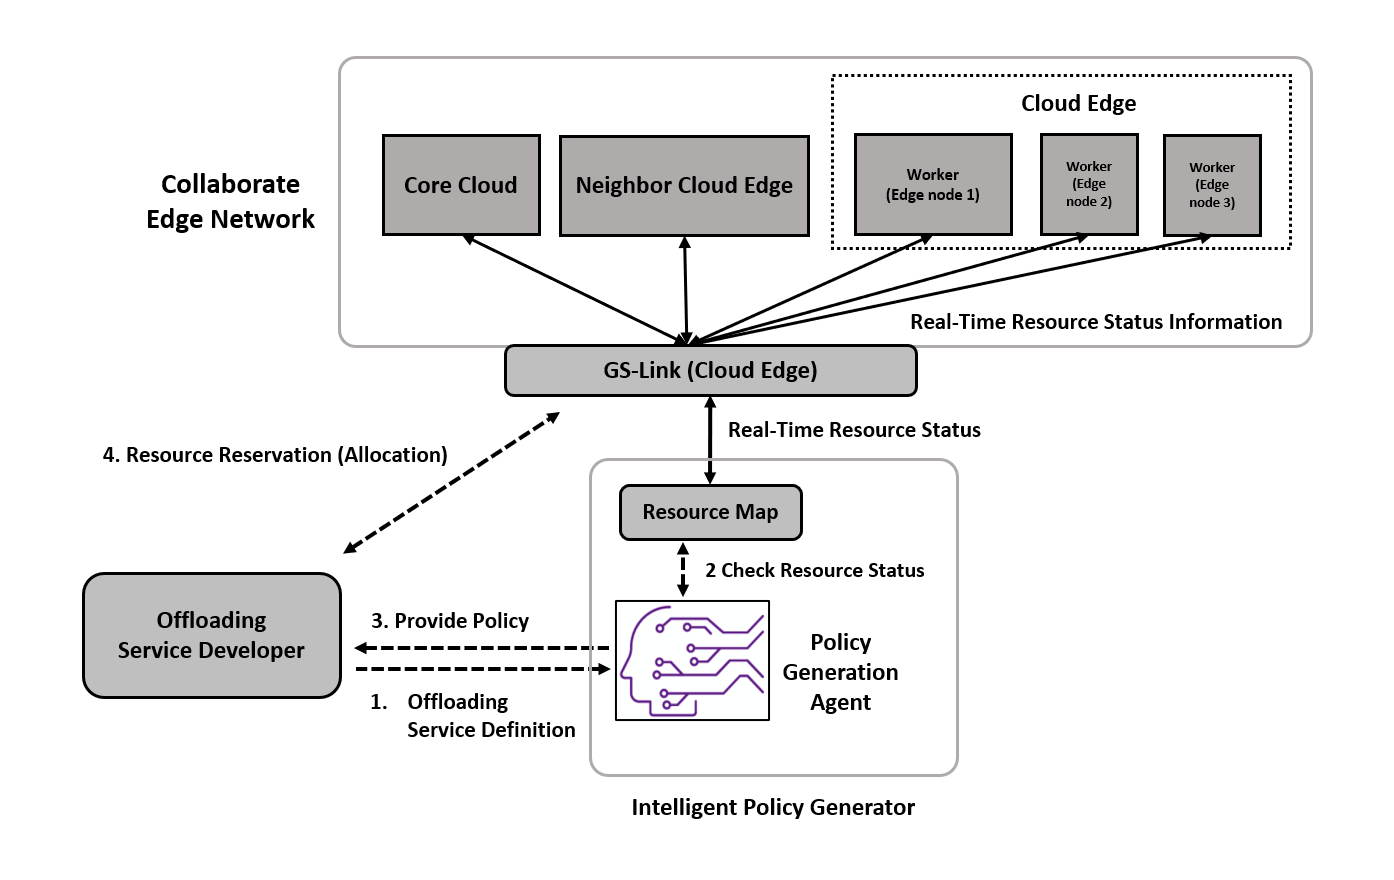 Cloud Edge
Collaborate
Edge Network
Core Cloud
Neighbor Cloud Edge
Worker
(Edge node 1)
Worker
(Edge
node 2)
Worker
(Edge
node 3)
Real-Time Resource Status Information
GS-Link (Cloud Edge)
Real-Time Resource Status
4. Resource Reservation (Allocation)
Resource Map
2 Check Resource Status
Offloading
Service Developer
3. Provide Policy
1. Offloading
Service Definition
Policy
Generation
Agent
Intelligent Policy Generator